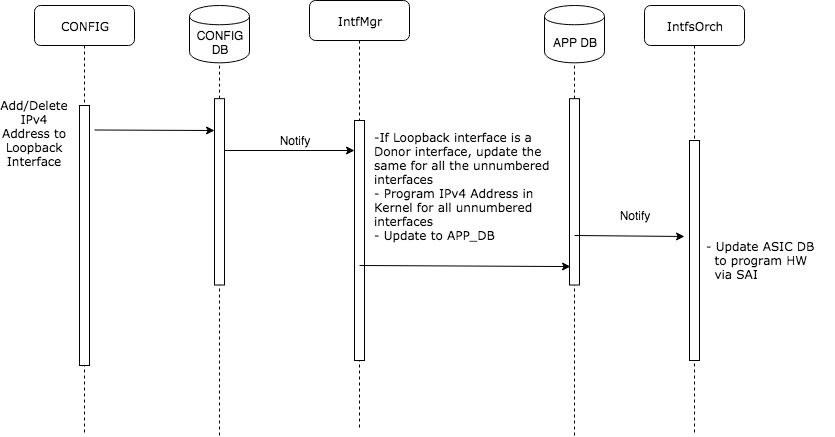 CONFIG
CONFIG
DB
IntfMgr
APP DB
IntfsOrch
Add/Delete
IPv4
Address to
Loopback
Interface
Notify
-If Loopback interface is a
Donor interface, update the
same for all the unnumbered
interfaces
- Program IPv4 Address in
Kernel for all unnumbered
interfaces
- Update to APP_DB
Notify
- Update ASIC DB
to program HW
via SAI